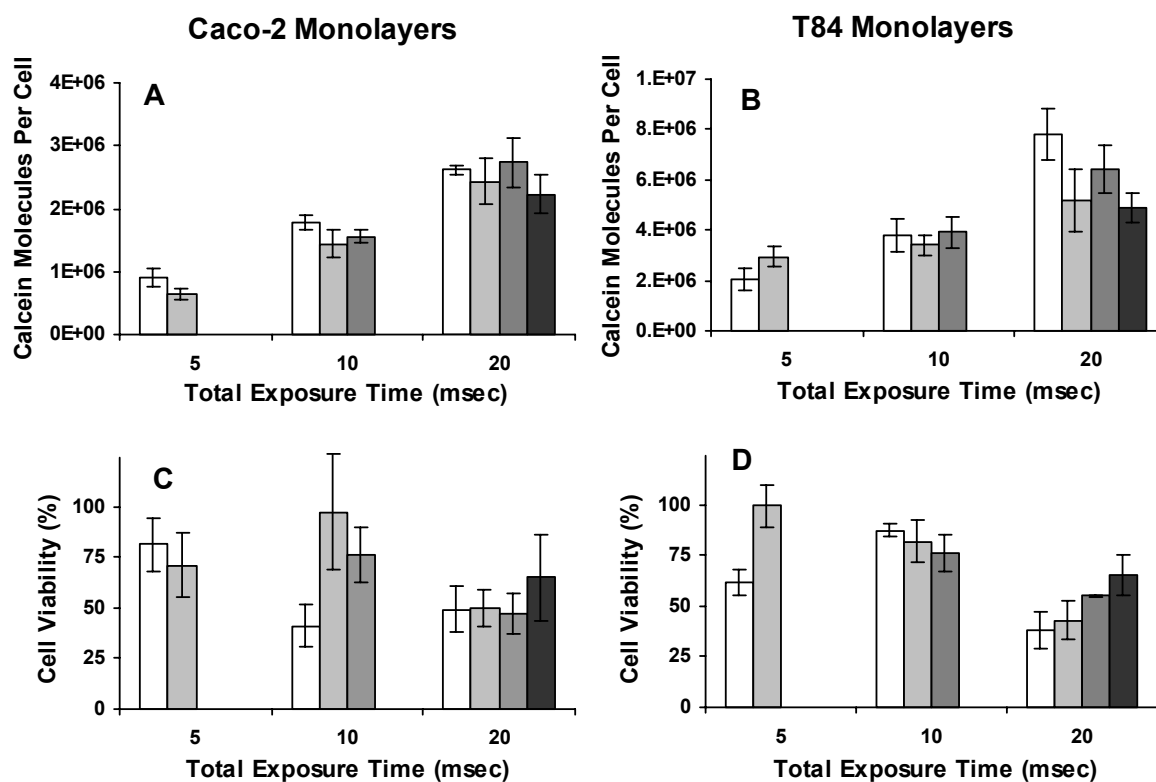 Caco-2 Monolayers
T84 Monolayers
A
Calcein Molecules Per Cell
4E+06
3E+06
2E+06
1E+06
0E+00
5 10 20
Total Exposure Time (msec)
B
Calcein Molecules Per Cell
1.E+07
8.E+06
6.E+06
4.E+06
2.E+06
0.E+00
5 10 20
Total Exposure Time (msec)
C
Cell Viability (%)
100
75
50
25
0
5 10 20
Total Exposure Time (msec)
D
Cell Viability (%)
100
75
50
25
0
5 10 20
Total Exposure Time (msec)